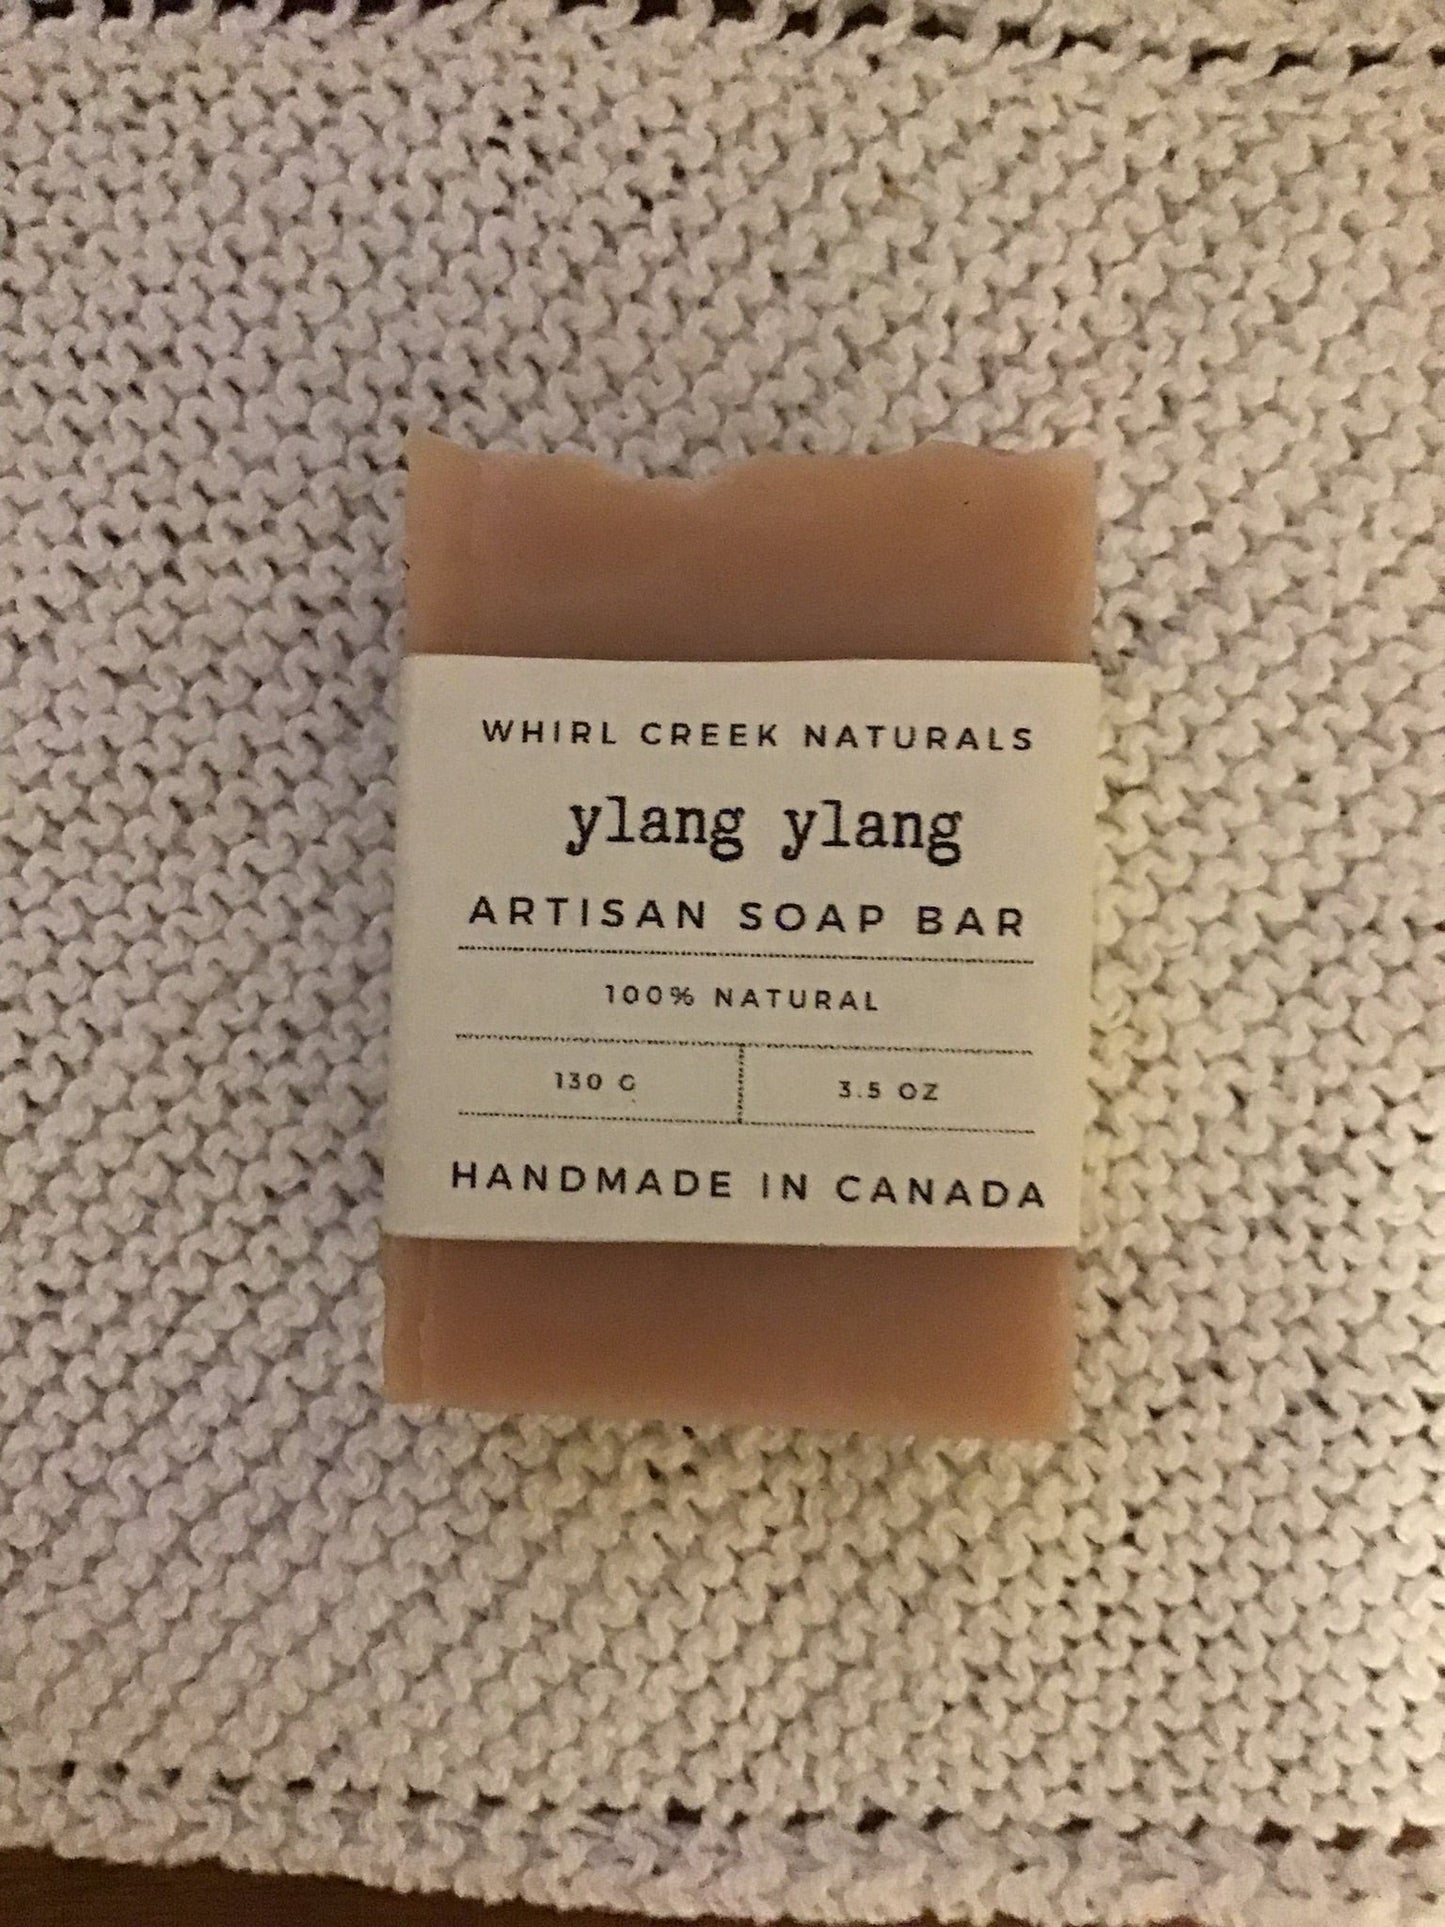 WHIRL CREEK NATURALS
ylang ylang
ARTISAN SOAP BAR
100% NATURAL
130 G
3.5 OZ
HANDMADE IN CANADA